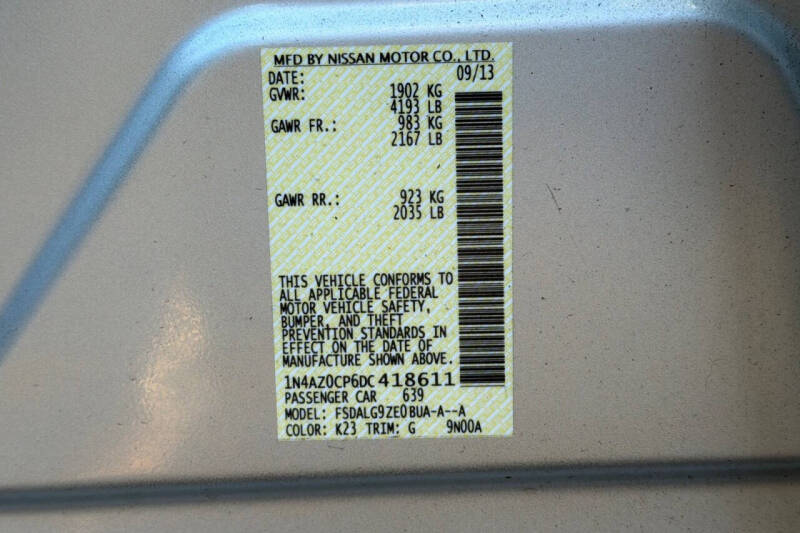 MFD BY NISSAN MOTOR CO., LTD.
DATE: 09/13
GVWR: 1902 KG
4193 LB
GAWR FR.: 983 KG
2167 LB
GAWR RR.: 923 KG
2035 LB
THIS VEHICLE CONFORMS TO
ALL APPLICABLE FEDERAL
MOTOR VEHICLE SAFETY,
BUMPER, AND THEFT
PREVENTION STANDARDS IN
EFFECT ON THE DATE OF
MANUFACTURE SHOWN ABOVE.
1N4AZ0CP6DC418611
PASSENGER CAR 639
MODEL: FSDALG9ZE0BUA-A--A
COLOR: K23 TRIM: G 9N00A